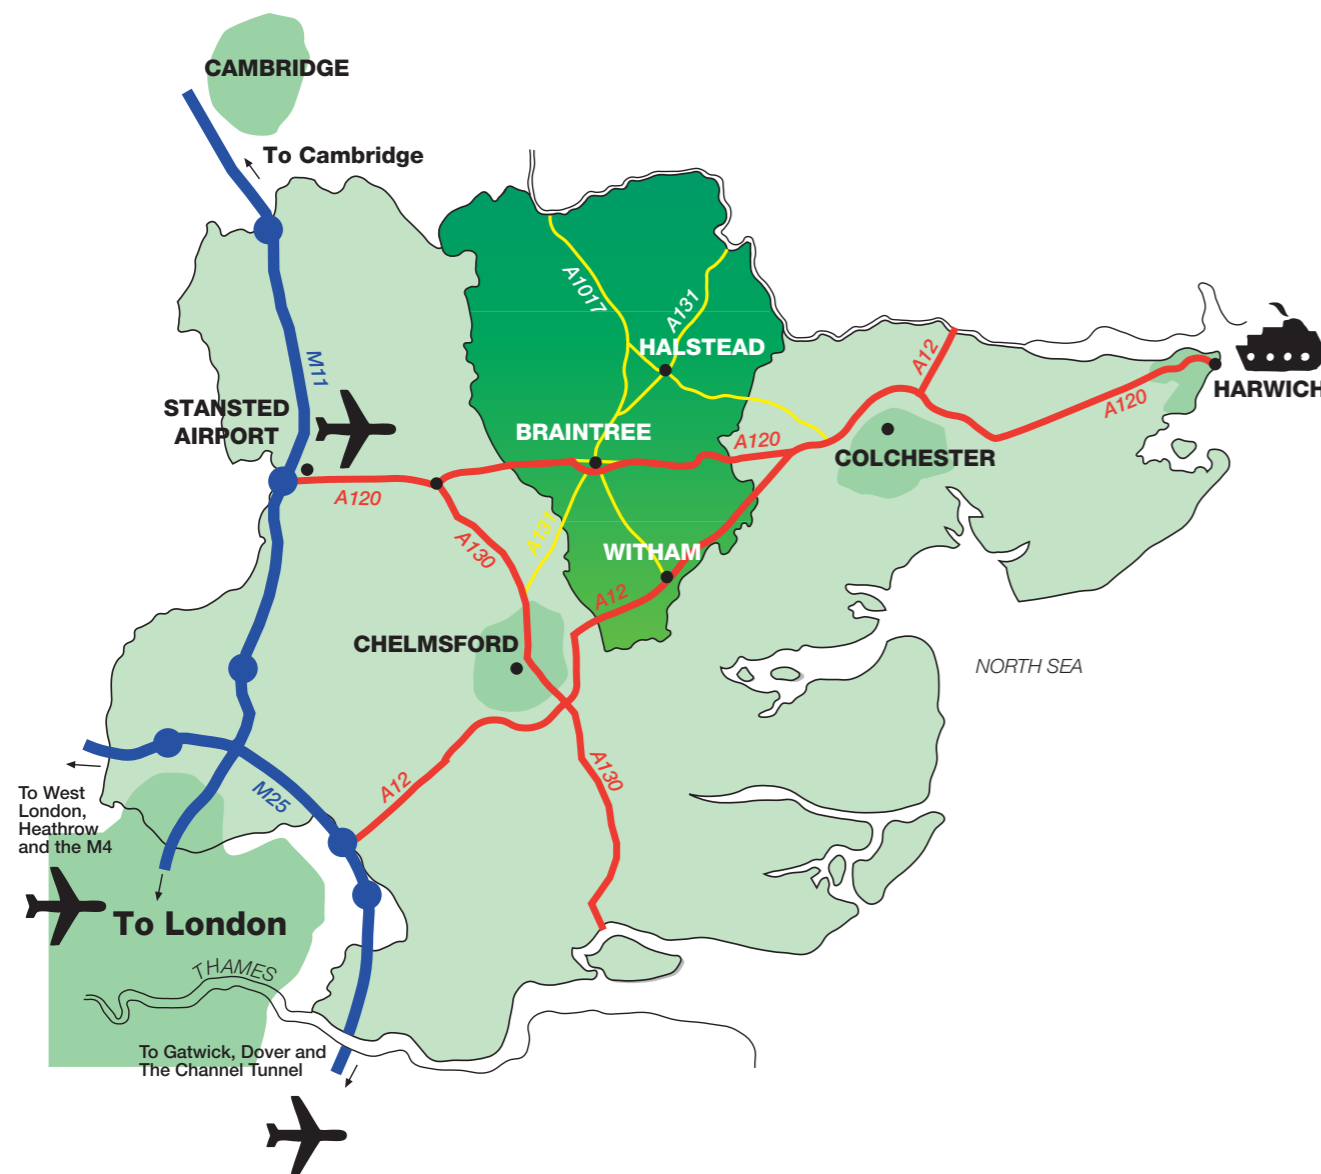 CAMBRIDGE
To Cambridge
A1017
A131
M11
HALSTEAD
A12
HARWICH
A120
STANSTED
AIRPORT
BRAINTREE
A120
COLCHESTER
A120
A131
A130
WITHAM
A12
CHELMSFORD
NORTH SEA
A130
A12
M25
To West
London,
Heathrow
and the M4
To London
THAMES
To Gatwick, Dover and
The Channel Tunnel